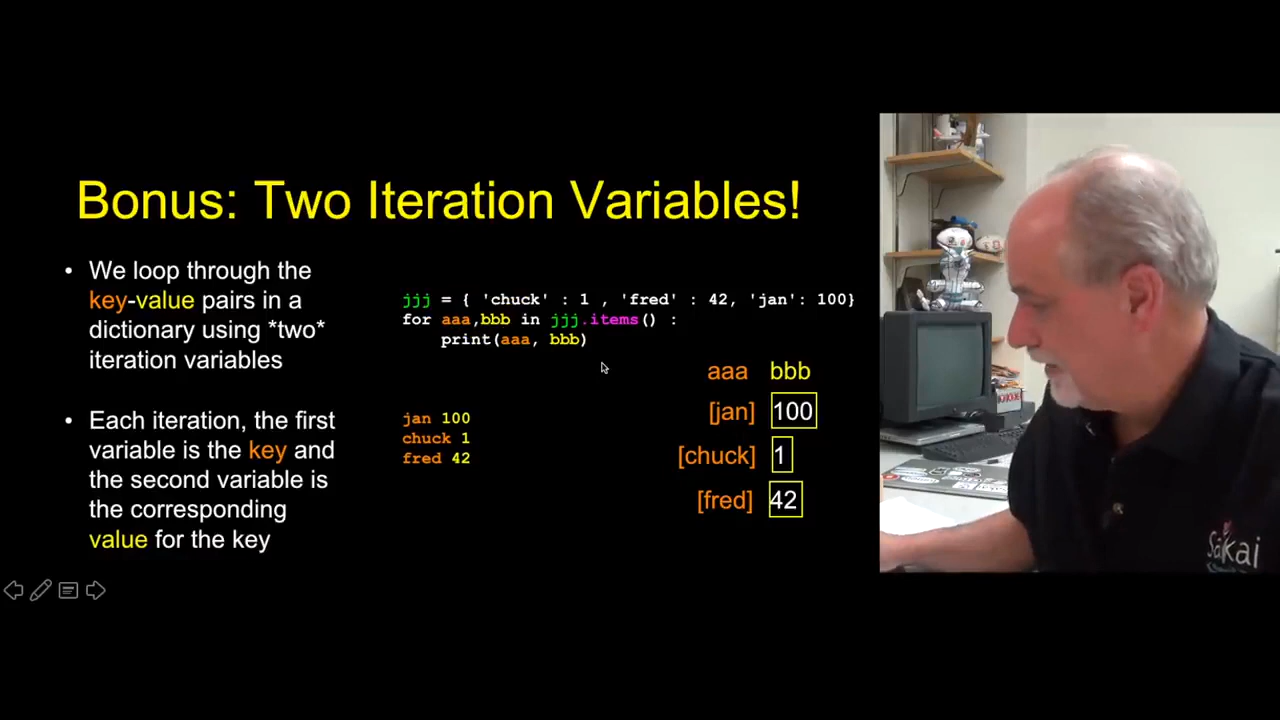 Bonus: Two Iteration Variables!
• We loop through the
key-value pairs in a
dictionary using *two*
iteration variables
• Each iteration, the first
variable is the key and
the second variable is
the corresponding
value for the key
jjj = { 'chuck' : 1 , 'fred' : 42, 'jan': 100}
for aaa,bbb in jjj.items() :
print(aaa, bbb)
jan 100
chuck 1
fred 42
aaa bbb
[jan] 100
[chuck] 1
[fred] 42
Sakai